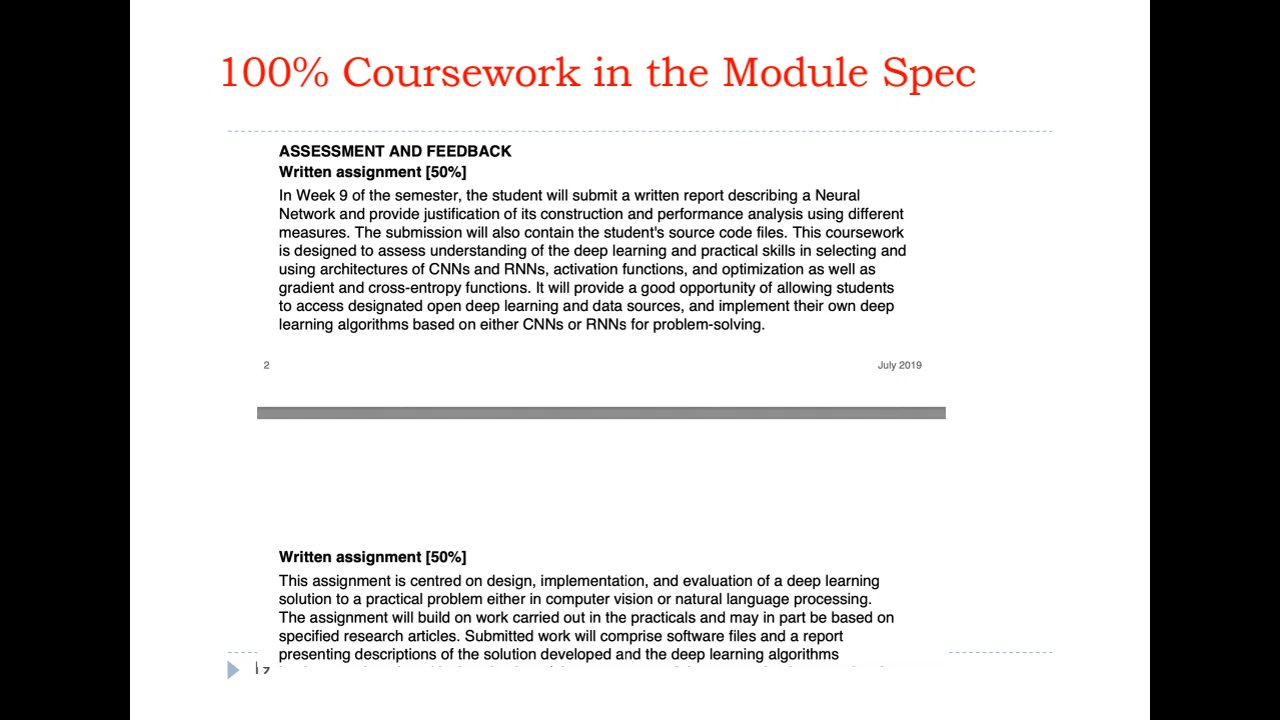 100% Coursework in the Module Spec
ASSESSMENT AND FEEDBACK
Written assignment [50%]
In Week 9 of the semester, the student will submit a written report describing a Neural
Network and provide justification of its construction and performance analysis using different
measures. The submission will also contain the student's source code files. This coursework
is designed to assess understanding of the deep learning and practical skills in selecting and
using architectures of CNNs and RNNs, activation functions, and optimization as well as
gradient and cross-entropy functions. It will provide a good opportunity of allowing students
to access designated open deep learning and data sources, and implement their own deep
learning algorithms based on either CNNs or RNNs for problem-solving.
2
July 2019
Written assignment [50%]
This assignment is centred on design, implementation, and evaluation of a deep learning
solution to a practical problem either in computer vision or natural language processing.
The assignment will build on work carried out in the practicals and may in part be based on
specified research articles. Submitted work will comprise software files and a report
presenting descriptions of the solution developed and the deep learning algorithms